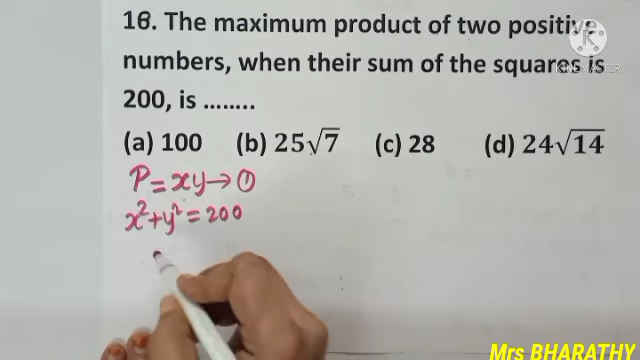 16. The maximum product of two positive
numbers, when their sum of the squares is
200, is ........
(a) 100 (b) 25√7 (c) 28 (d) 24√14
P = xy → ①
x² + y² = 200
KINEMASTER
Mrs BHARATHY